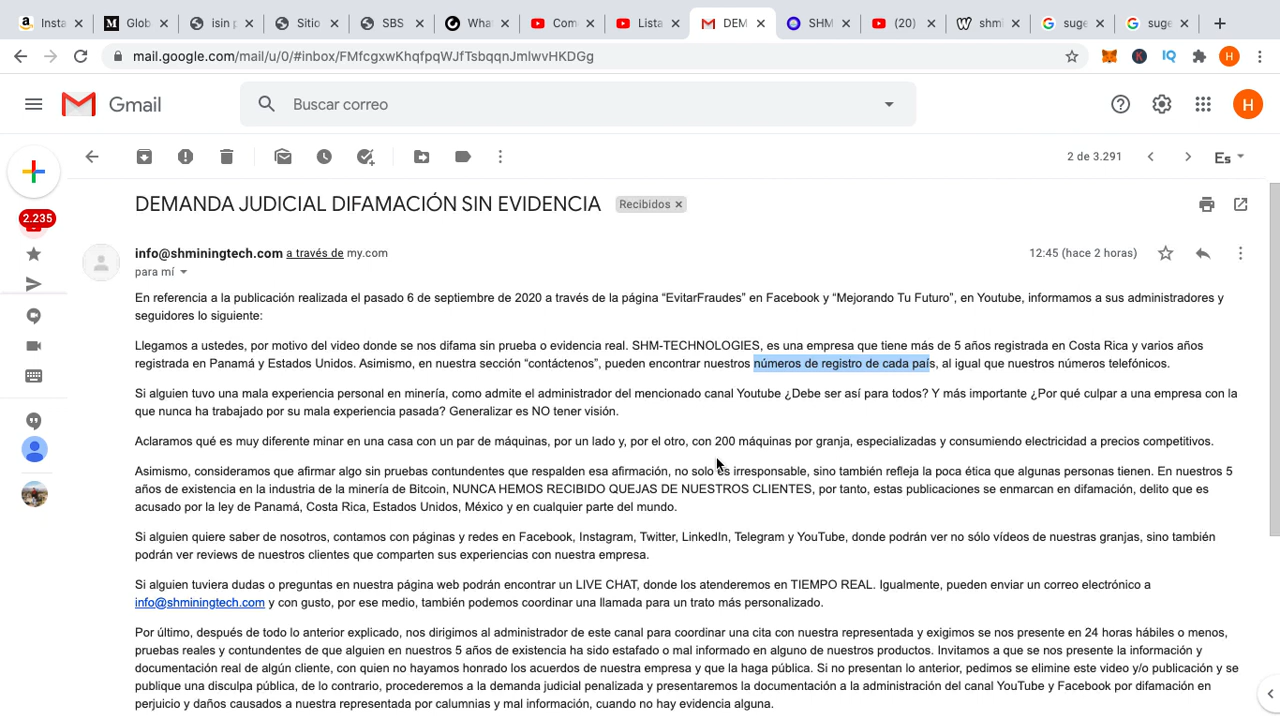 Insta
Glob
isin p
Sitio
SBS
What
Com
Lista
DEM
SHM
(20)
shmi
suge
suge
mail.google.com/mail/u/0/#inbox/FMfcgxwKhqfpqWJfTsbqqnJmlwvHKDGg
Gmail
Buscar correo
2 de 3.291
Es
2.235
DEMANDA JUDICIAL DIFAMACIÓN SIN EVIDENCIA Recibidos
info@shminingtech.com a través de my.com 12:45 (hace 2 horas)
para mí
En referencia a la publicación realizada el pasado 6 de septiembre de 2020 a través de la página “EvitarFraudes” en Facebook y “Mejorando Tu Futuro”, en Youtube, informamos a sus administradores y
seguidores lo siguiente:
Llegamos a ustedes, por motivo del video donde se nos difama sin prueba o evidencia real. SHM-TECHNOLOGIES, es una empresa que tiene más de 5 años registrada en Costa Rica y varios años
registrada en Panamá y Estados Unidos. Asimismo, en nuestra sección “contáctenos”, pueden encontrar nuestros números de registro de cada país, al igual que nuestros números telefónicos.
Si alguien tuvo una mala experiencia personal en minería, como admite el administrador del mencionado canal Youtube ¿Debe ser así para todos? Y más importante ¿Por qué culpar a una empresa con la
que nunca ha trabajado por su mala experiencia pasada? Generalizar es NO tener visión.
Aclaramos qué es muy diferente minar en una casa con un par de máquinas, por un lado y, por el otro, con 200 máquinas por granja, especializadas y consumiendo electricidad a precios competitivos.
Asimismo, consideramos que afirmar algo sin pruebas contundentes que respalden esa afirmación, no solo es irresponsable, sino también refleja la poca ética que algunas personas tienen. En nuestros 5
años de existencia en la industria de la minería de Bitcoin, NUNCA HEMOS RECIBIDO QUEJAS DE NUESTROS CLIENTES, por tanto, estas publicaciones se enmarcan en difamación, delito que es
acusado por la ley de Panamá, Costa Rica, Estados Unidos, México y en cualquier parte del mundo.
Si alguien quiere saber de nosotros, contamos con páginas y redes en Facebook, Instagram, Twitter, LinkedIn, Telegram y YouTube, donde podrán ver no sólo vídeos de nuestras granjas, sino también
podrán ver reviews de nuestros clientes que comparten sus experiencias con nuestra empresa.
Si alguien tuviera dudas o preguntas en nuestra página web podrán encontrar un LIVE CHAT, donde los atenderemos en TIEMPO REAL. Igualmente, pueden enviar un correo electrónico a
info@shminingtech.com y con gusto, por ese medio, también podemos coordinar una llamada para un trato más personalizado.
Por último, después de todo lo anterior explicado, nos dirigimos al administrador de este canal para coordinar una cita con nuestra representada y exigimos se nos presente en 24 horas hábiles o menos,
pruebas reales y contundentes de que alguien en nuestros 5 años de existencia ha sido estafado o mal informado en alguno de nuestros productos. Invitamos a que se nos presente la información y
documentación real de algún cliente, con quien no hayamos honrado los acuerdos de nuestra empresa y que la haga pública. Si no presentan lo anterior, pedimos se elimine este video y/o publicación y se
publique una disculpa pública, de lo contrario, procederemos a la demanda judicial penalizada y presentaremos la documentación a la administración del canal YouTube y Facebook por difamación en
perjuicio y daños causados a nuestra representada por calumnias y mal información, cuando no hay evidencia alguna.